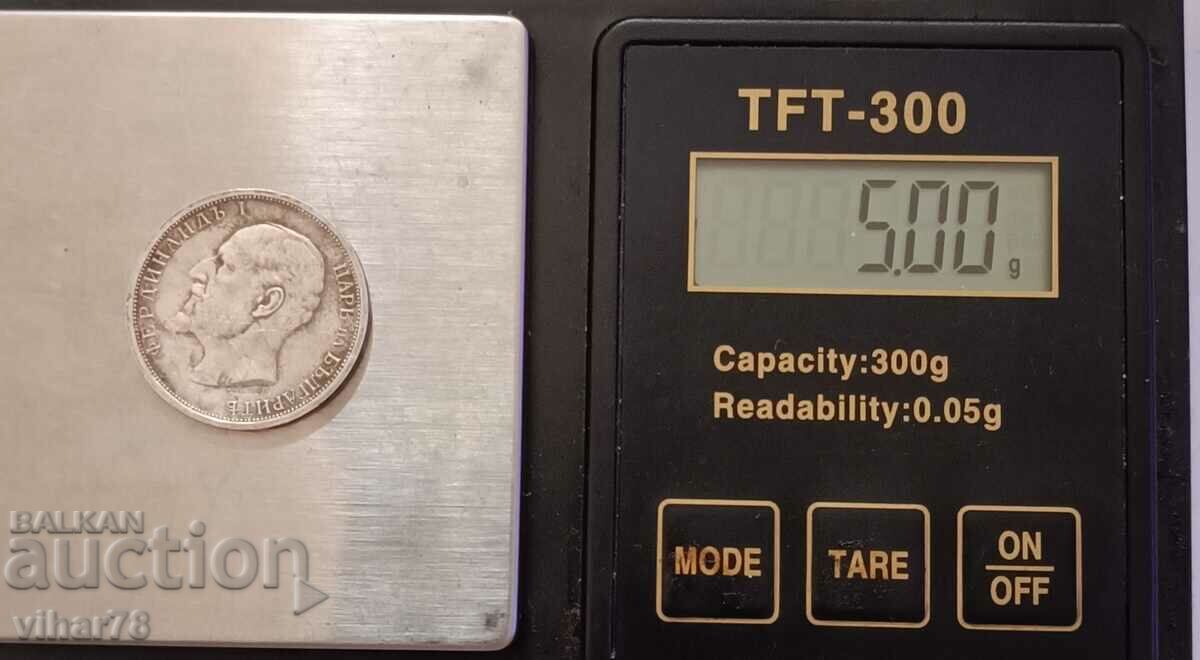 ФЕРДИНАНДЪ I ЦАРЬ НА БЪЛГАРИТѢ
TFT-300
5.00 g
Capacity:300g
Readability:0.05g
MODE
TARE
ON
OFF
BALKAN
auction
vihar78